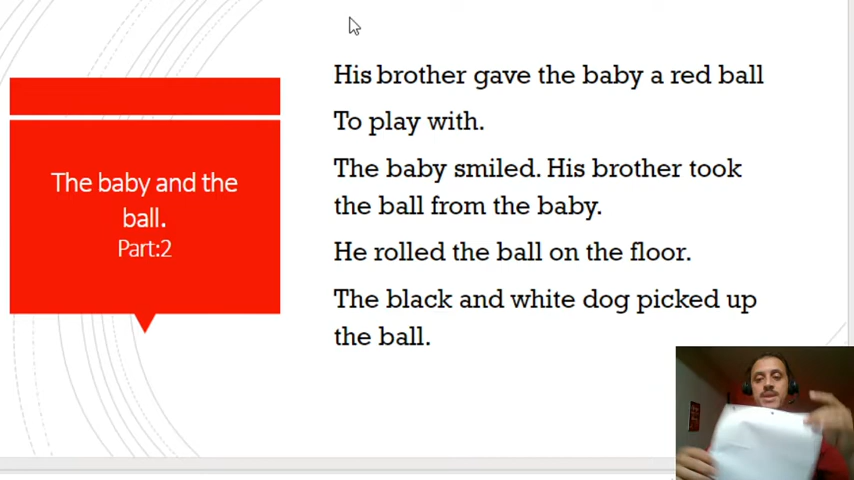 The baby and the
ball.
Part:2
His brother gave the baby a red ball
To play with.
The baby smiled. His brother took
the ball from the baby.
He rolled the ball on the floor.
The black and white dog picked up
the ball.